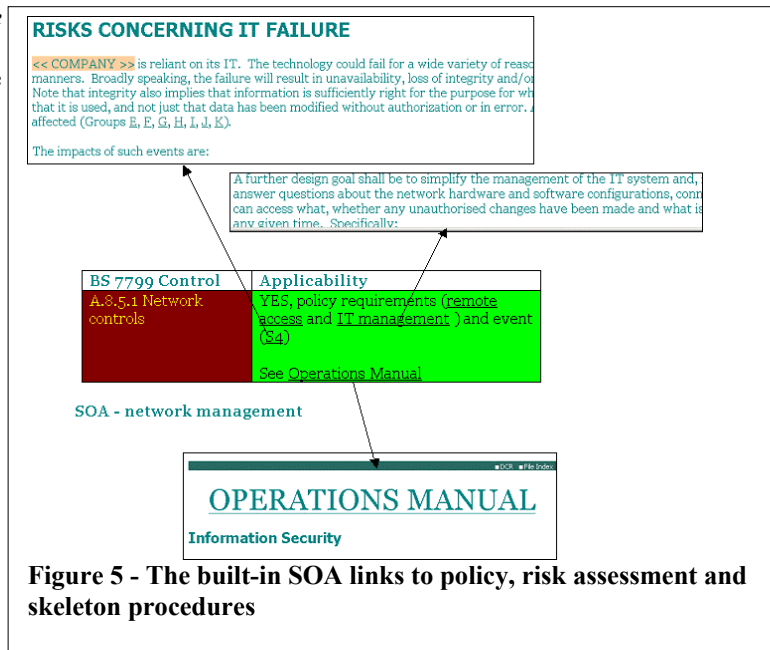 RISKS CONCERNING IT FAILURE
<< COMPANY >> is reliant on its IT. The technology could fail for a wide variety of
manners. Broadly speaking, the failure will result in unavailability, loss of integrity and/or
Note that integrity also implies that information is sufficiently right for the purpose for
that it is used, and not just that data has been modified without authorization or in error.
affected (Groups E, F, G, H, I, J, K).
The impacts of such events are:
A further design goal shall be to simplify the management of the IT system and,
answer questions about the network hardware and software configurations,
can access what, whether any unauthorised changes have been made and what is
any given time. Specifically:
BS 7799 Control Applicability
A.8.5.1 Network controls
YES, policy requirements (remote
access and IT management ) and event
(S4)
See Operations Manual
SOA - network management
DCR File Index
OPERATIONS MANUAL
Information Security
Figure 5 - The built-in SOA links to policy, risk assessment and
skeleton procedures